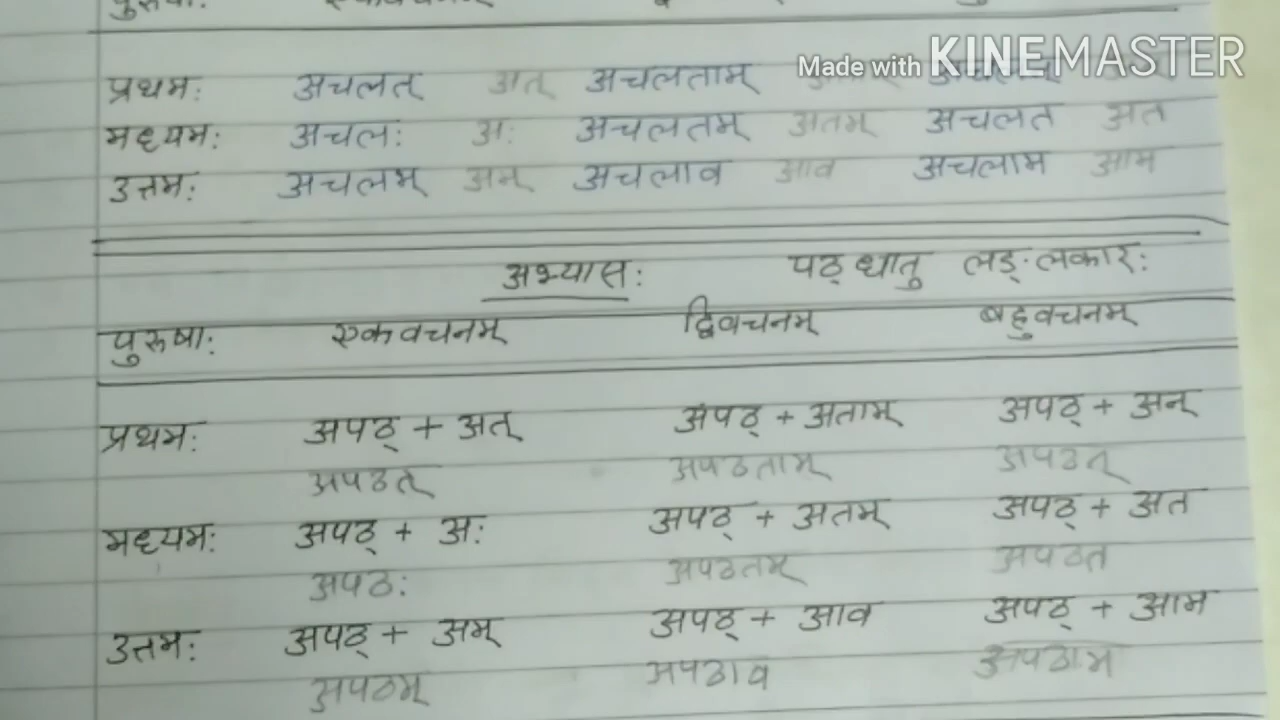 Made with KINEMASTER
प्रथमः अचलत् अत् अचलताम्
मध्यमः अचलः अः अचलतम् अतम् अचलत अत
उत्तमः अचलम् अम् अचलाव आव अचलाम आम
अभ्यासः पठ् धातु लङ्-लकारः
पुरुषाः एकवचनम् द्विवचनम् बहुवचनम्
प्रथमः अपठ् + अत् अपठ् + अताम् अपठ् + अन्
अपठत् अपठताम् अपठत्
मध्यमः अपठ् + अः अपठ् + अतम् अपठ् + अत
अपठः अपठतम् अपठत
उत्तमः अपठ् + अम् अपठ् + आव अपठ् + आम
अपठम् अपठाव अपठाम